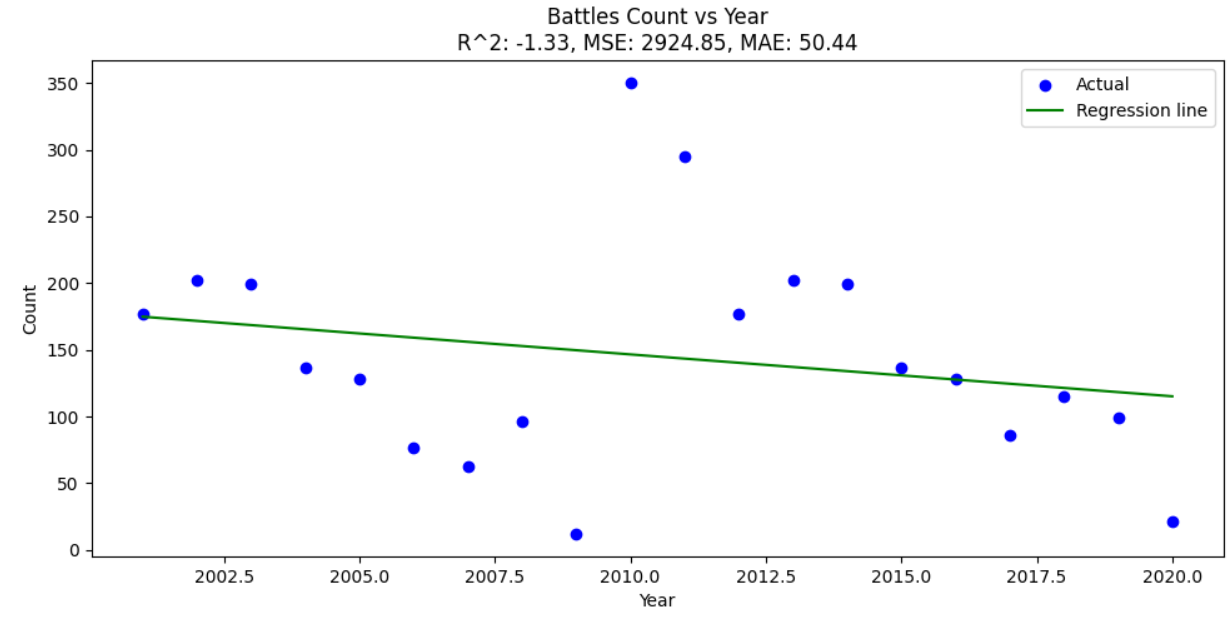 Battles Count vs Year
R^2: -1.33, MSE: 2924.85, MAE: 50.44
Actual
Regression line
350
300
250
200
150
100
50
0
Count
2002.5 2005.0 2007.5 2010.0 2012.5 2015.0 2017.5 2020.0
Year